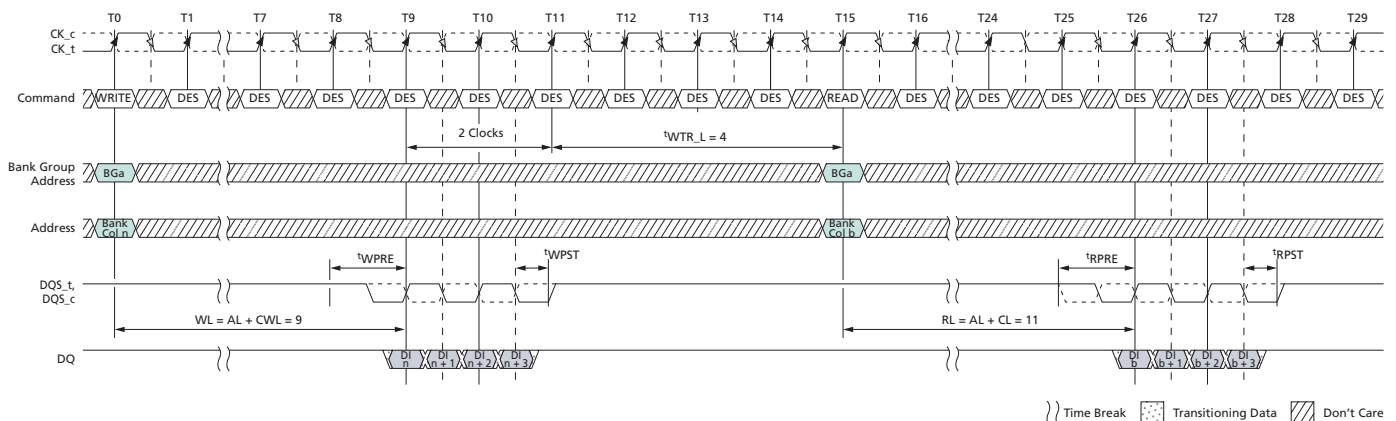 T0 T1 T7 T8 T9 T10 T11 T12 T13 T14 T15 T16 T24 T25 T26 T27 T28 T29
CK_c
CK_t
Command WRITE DES DES DES DES DES DES DES DES DES READ DES DES DES DES DES DES DES
2 Clocks tWTR_L = 4
Bank Group
Address BGa BGa
Address Bank
Col n Bank
Col b
tWPRE tWPST tRPRE tRPST
DQS_t,
DQS_c
WL = AL + CWL = 9 RL = AL + CL = 11
DQ DI
n DI
n + 1 DI
n + 2 DI
n + 3 DI
b DI
b + 1 DI
b + 2 DI
b + 3
Time Break Transitioning Data Don't Care